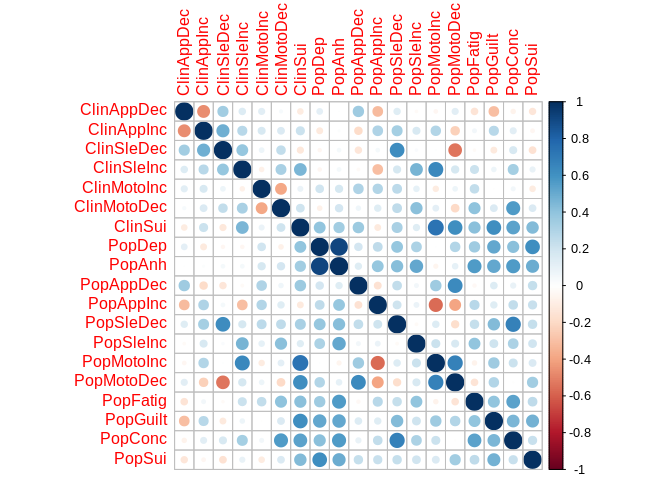 ClinAppDec
ClinAppInc
ClinSleDec
ClinSleInc
ClinMotoInc
ClinMotoDec
ClinSui
PopDep
PopAnh
PopAppDec
PopAppInc
PopSleDec
PopSleInc
PopMotoInc
PopMotoDec
PopFatig
PopGuilt
PopConc
PopSui
ClinAppDec
ClinAppInc
ClinSleDec
ClinSleInc
ClinMotoInc
ClinMotoDec
ClinSui
PopDep
PopAnh
PopAppDec
PopAppInc
PopSleDec
PopSleInc
PopMotoInc
PopMotoDec
PopFatig
PopGuilt
PopConc
PopSui
1
0.8
0.6
0.4
0.2
0
-0.2
-0.4
-0.6
-0.8
-1